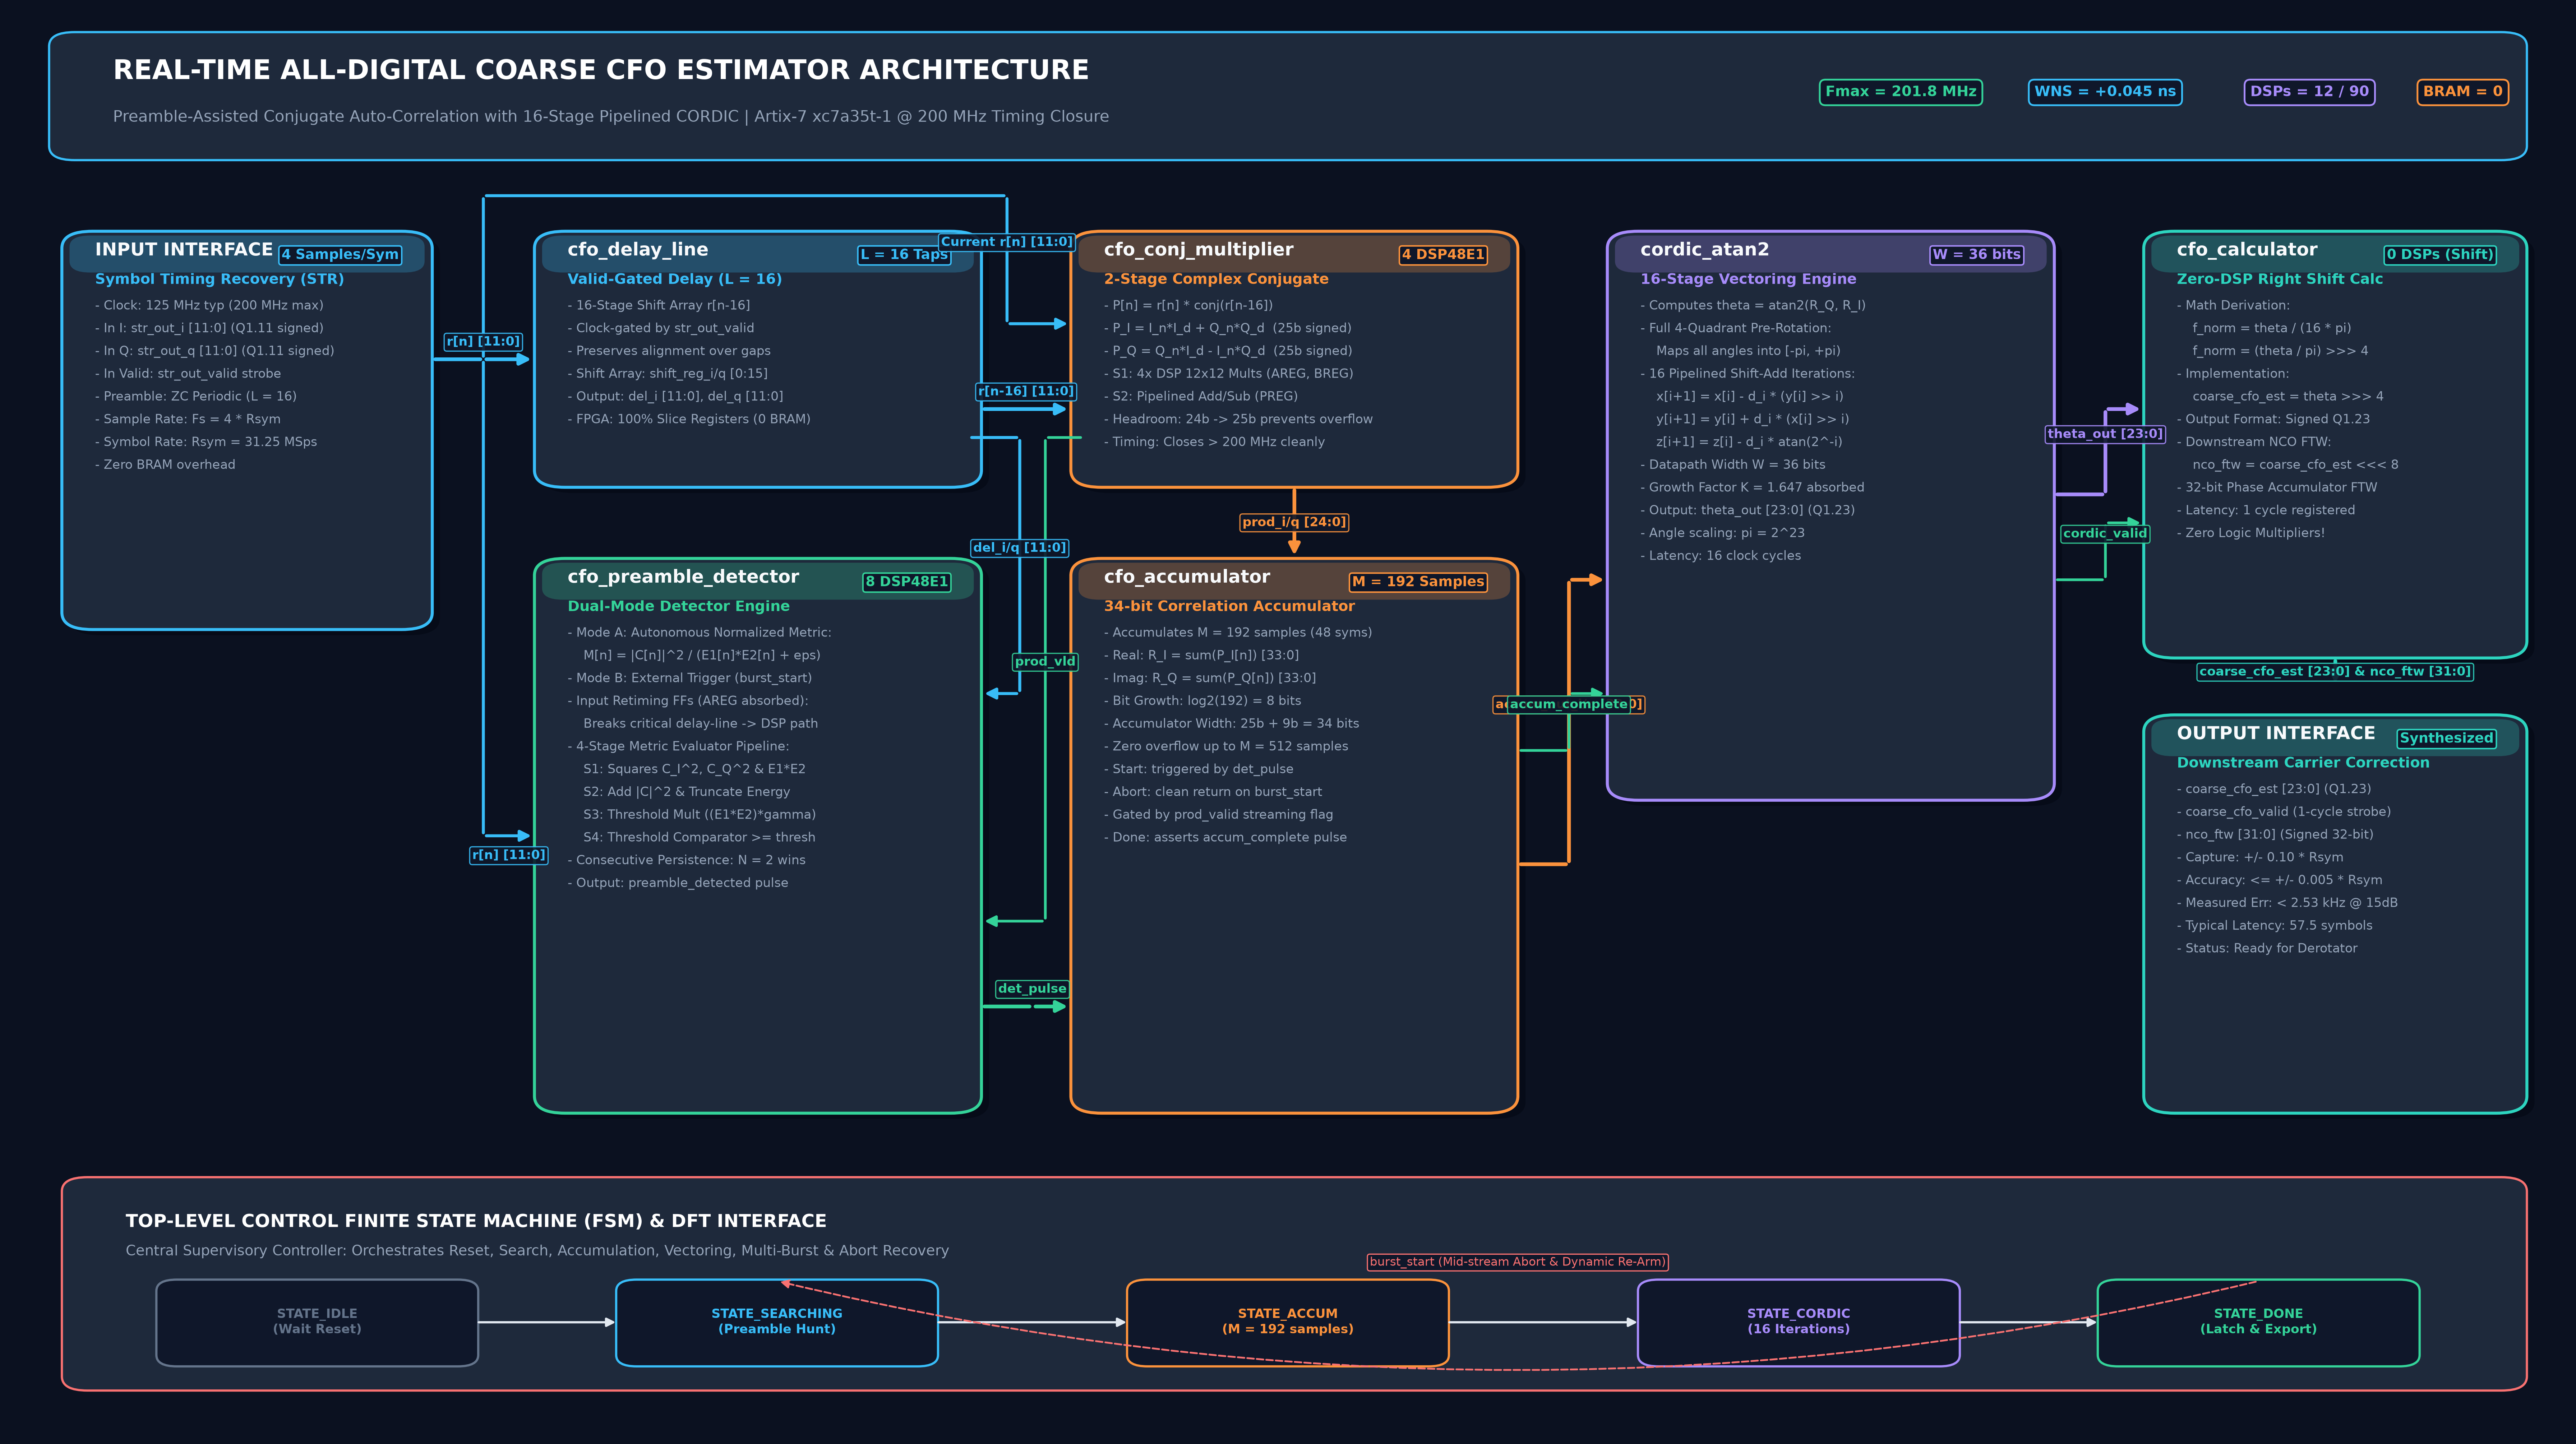 REAL-TIME ALL-DIGITAL COARSE CFO ESTIMATOR ARCHITECTURE
Preamble-Assisted Conjugate Auto-Correlation with 16-Stage Pipelined CORDIC | Artix-7 xc7a35t-1 @ 200 MHz Timing Closure
Fmax = 201.8 MHz
WNS = +0.045 ns
DSPs = 12 / 90
BRAM = 0
INPUT INTERFACE
4 Samples/Sym
Symbol Timing Recovery (STR)
- Clock: 125 MHz typ (200 MHz max)
- In I: str_out_i [11:0] (Q1.11 signed)
- In Q: str_out_q [11:0] (Q1.11 signed)
- In Valid: str_out_valid strobe
- Preamble: ZC Periodic (L = 16)
- Sample Rate: Fs = 4 * Rsym
- Symbol Rate: Rsym = 31.25 MSps
- Zero BRAM overhead
r[n] [11:0]
cfo_delay_line
L = 16 Taps
Valid-Gated Delay (L = 16)
- 16-Stage Shift Array r[n-16]
- Clock-gated by str_out_valid
- Preserves alignment over gaps
- Shift Array: shift_reg_i/q [0:15]
- Output: del_i [11:0], del_q [11:0]
- FPGA: 100% Slice Registers (0 BRAM)
Current r[n] [11:0]
r[n-16] [11:0]
cfo_conj_multiplier
4 DSP48E1
2-Stage Complex Conjugate
- P[n] = r[n] * conj(r[n-16])
- P_I = I_n*I_d + Q_n*Q_d (25b signed)
- P_Q = Q_n*I_d - I_n*Q_d (25b signed)
- S1: 4x DSP 12x12 Mults (AREG, BREG)
- S2: Pipelined Add/Sub (PREG)
- Headroom: 24b -> 25b prevents overflow
- Timing: Closes > 200 MHz cleanly
prod_i/q [24:0]
cordic_atan2
W = 36 bits
16-Stage Vectoring Engine
- Computes theta = atan2(R_Q, R_I)
- Full 4-Quadrant Pre-Rotation:
Maps all angles into [-pi, +pi)
- 16 Pipelined Shift-Add Iterations:
x[i+1] = x[i] - d_i * (y[i] >> i)
y[i+1] = y[i] + d_i * (x[i] >> i)
z[i+1] = z[i] - d_i * atan(2^-i)
- Datapath Width W = 36 bits
- Growth Factor K = 1.647 absorbed
- Output: theta_out [23:0] (Q1.23)
- Angle scaling: pi = 2^23
- Latency: 16 clock cycles
theta_out [23:0]
cordic_valid
cfo_calculator
0 DSPs (Shift)
Zero-DSP Right Shift Calc
- Math Derivation:
f_norm = theta / (16 * pi)
f_norm = (theta / pi) >>> 4
- Implementation:
coarse_cfo_est = theta >>> 4
- Output Format: Signed Q1.23
- Downstream NCO FTW:
nco_ftw = coarse_cfo_est <<< 8
- 32-bit Phase Accumulator FTW
- Latency: 1 cycle registered
- Zero Logic Multipliers!
coarse_cfo_est [23:0] & nco_ftw [31:0]
del_i/q [11:0]
prod_vld
r[n] [11:0]
cfo_preamble_detector
8 DSP48E1
Dual-Mode Detector Engine
- Mode A: Autonomous Normalized Metric:
M[n] = |C[n]|^2 / (E1[n]*E2[n] + eps)
- Mode B: External Trigger (burst_start)
- Input Retiming FFs (AREG absorbed):
Breaks critical delay-line -> DSP path
- 4-Stage Metric Evaluator Pipeline:
S1: Squares C_I^2, C_Q^2 & E1*E2
S2: Add |C|^2 & Truncate Energy
S3: Threshold Mult ((E1*E2)*gamma)
S4: Threshold Comparator >= thresh
- Consecutive Persistence: N = 2 wins
- Output: preamble_detected pulse
det_pulse
cfo_accumulator
M = 192 Samples
34-bit Correlation Accumulator
- Accumulates M = 192 samples (48 syms)
- Real: R_I = sum(P_I[n]) [33:0]
- Imag: R_Q = sum(P_Q[n]) [33:0]
- Bit Growth: log2(192) = 8 bits
- Accumulator Width: 25b + 9b = 34 bits
- Zero overflow up to M = 512 samples
- Start: triggered by det_pulse
- Abort: clean return on burst_start
- Gated by prod_valid streaming flag
- Done: asserts accum_complete pulse
accum_complete
OUTPUT INTERFACE
Synthesized
Downstream Carrier Correction
- coarse_cfo_est [23:0] (Q1.23)
- coarse_cfo_valid (1-cycle strobe)
- nco_ftw [31:0] (Signed 32-bit)
- Capture: +/- 0.10 * Rsym
- Accuracy: <= +/- 0.005 * Rsym
- Measured Err: < 2.53 kHz @ 15dB
- Typical Latency: 57.5 symbols
- Status: Ready for Derotator
TOP-LEVEL CONTROL FINITE STATE MACHINE (FSM) & DFT INTERFACE
Central Supervisory Controller: Orchestrates Reset, Search, Accumulation, Vectoring, Multi-Burst & Abort Recovery
burst_start (Mid-stream Abort & Dynamic Re-Arm)
STATE_IDLE
(Wait Reset)
STATE_SEARCHING
(Preamble Hunt)
STATE_ACCUM
(M = 192 samples)
STATE_CORDIC
(16 Iterations)
STATE_DONE
(Latch & Export)